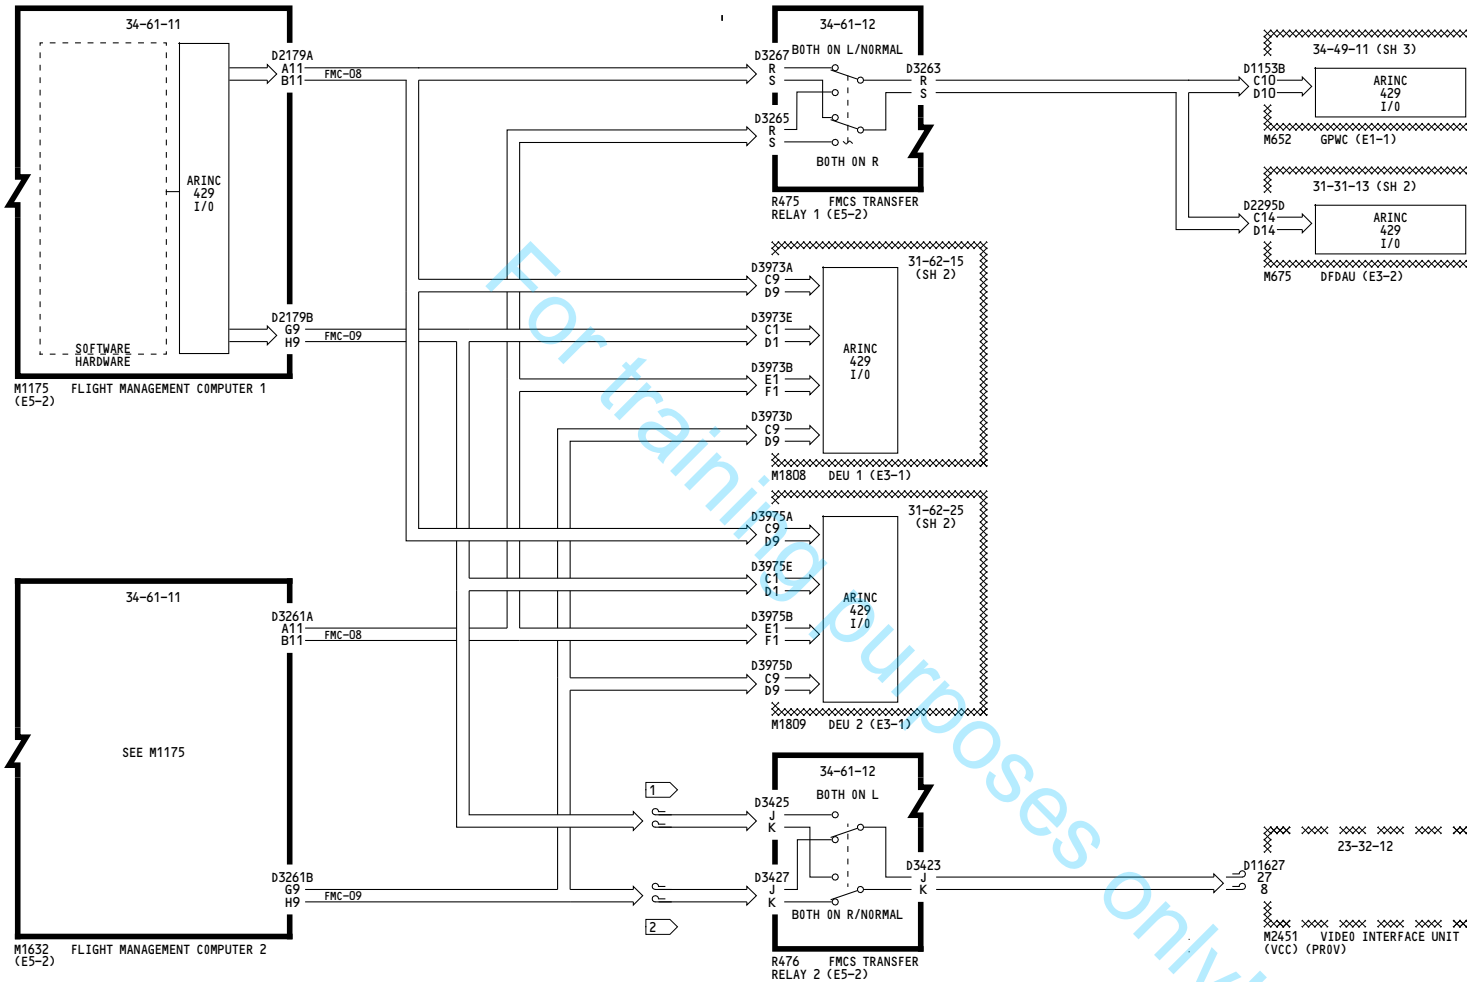 34-61-11
D2179A
A11
B11
FMC-08
ARINC
429
I/O
D2179B
G9
H9
FMC-09
SOFTWARE
HARDWARE
M1175
(E5-2)
FLIGHT MANAGEMENT COMPUTER 1
34-61-11
D3261A
A11
B11
FMC-08
SEE M1175
D3261B
G9
H9
FMC-09
M1632
(E5-2)
FLIGHT MANAGEMENT COMPUTER 2
1
2
34-61-12
BOTH ON L/NORMAL
D3267
R
S
D3265
R
S
D3263
R
S
BOTH ON R
R475 FMCS TRANSFER
RELAY 1 (E5-2)
31-62-15
(SH 2)
D3973A
C9
D9
D3973E
C1
D1
D3973B
E1
F1
D3973D
C9
D9
ARINC
429
I/O
M1808 DEU 1 (E3-1)
31-62-25
(SH 2)
D3975A
C9
D9
D3975E
C1
D1
D3975B
E1
F1
D3975D
C9
D9
ARINC
429
I/O
M1809 DEU 2 (E3-1)
34-61-12
BOTH ON L
D3425
J
K
D3427
J
K
D3423
J
K
BOTH ON R/NORMAL
R476 FMCS TRANSFER
RELAY 2 (E5-2)
34-49-11 (SH 3)
D1153B
C10
D10
ARINC
429
I/O
M652 GPWC (E1-1)
31-31-13 (SH 2)
D2295D
C14
D14
ARINC
429
I/O
M675 DFDAU (E3-2)
23-32-12
D11627
27
8
M2451 VIDEO INTERFACE UNIT
(VCC) (PROV)
For training purposes only!